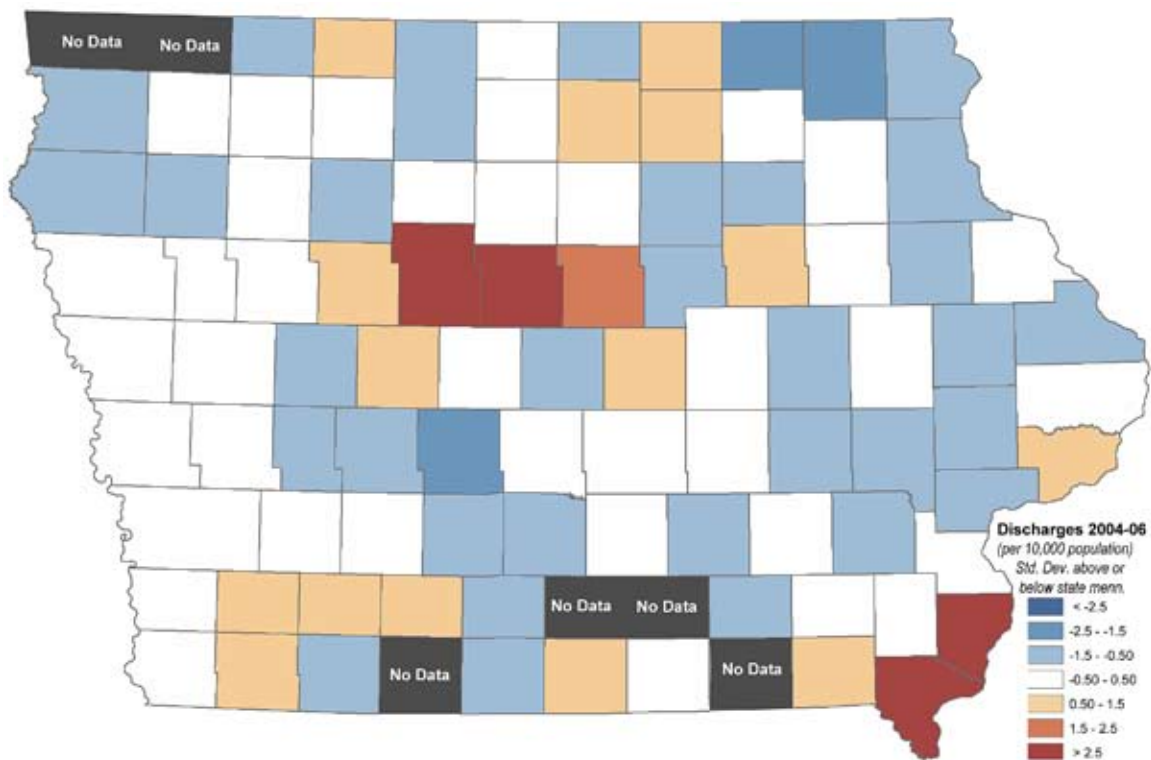 No Data No Data
No Data No Data
No Data No Data
Discharges 2004-06
(per 10,000 population)
Std. Dev. above or
below state menn.
< -2.5
-2.5 - -1.5
-1.5 - -0.50
-0.50 - 0.50
0.50 - 1.5
1.5 - 2.5
> 2.5